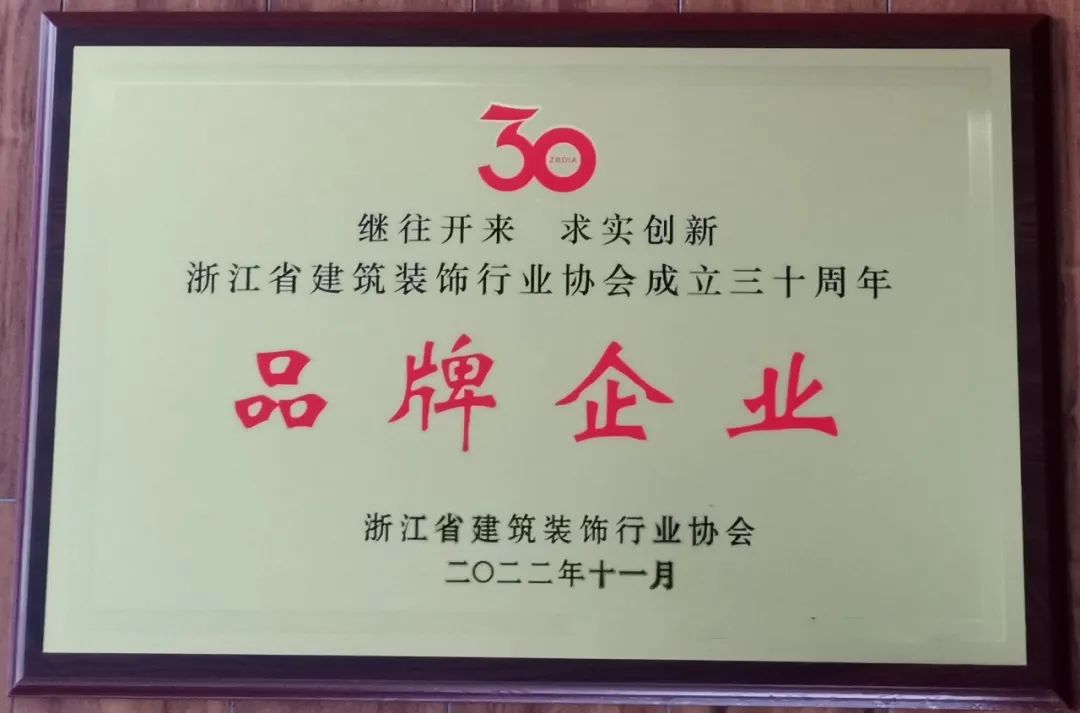 30
ZBDIA
继往开来 求实创新
浙江省建筑装饰行业协会成立三十周年
品牌企业
浙江省建筑装饰行业协会
二〇二二年十一月